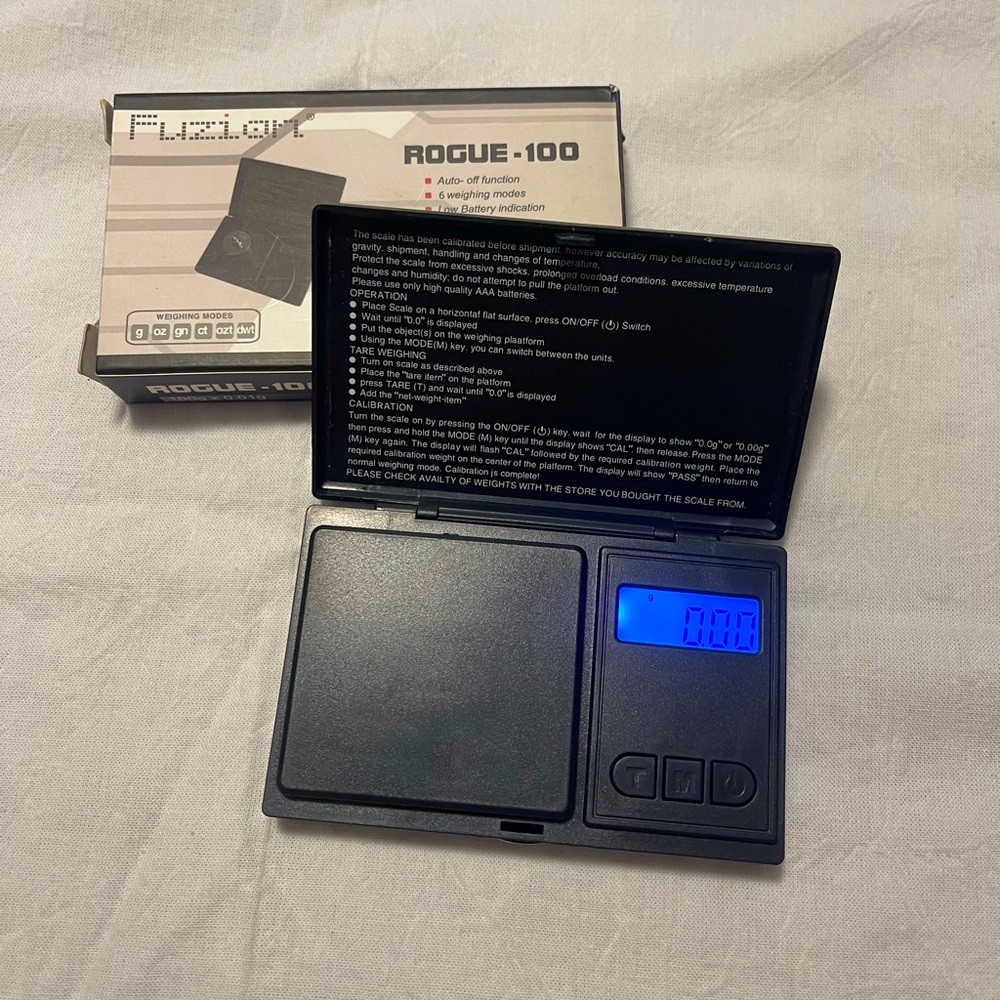 Fuzion®
ROGUE -100
Auto- off function
6 weighing modes
Low Battery indication
WEIGHING MODES
g oz gn ct ozt dwt
ROGUE -100
100g x 0.01g
The scale has been calibrated before shipment. however accuracy may be affected by variations of
gravity. shipment, handling and changes of temperature.
Protect the scale from excessive shocks. prolonged overload conditions. excessive temperature
changes and humidity; do not attempt to pull the platform out.
Please use only high quality AAA batteries.
OPERATION
Place Scale on a horizontaf flat surface. press ON/OFF (⏻) Switch
Wait until "0.0" is displayed
Put the object(s) on the weighing plaatform
Using the MODE(M) key. you can switch between the units.
TARE WEIGHING
Turn on scale as described above
Place the "tare item" on the platform
press TARE (T) and wait until "0.0" is displayed
Add the "net-weight-item"
CALIBRATION
Turn the scale on by pressing the ON/OFF (⏻) key. wait for the display to show "0.0g" or "0.00g"
then press and hold the MODE (M) key until the display shows "CAL". then release. Press the MODE
(M) key again. The display will flash "CAL" followed by the required calibration weight. Place the
required calibration weight on the center of the platform. The display will show "PASS" then return to
normal weighing mode. Calibration js complete!
PLEASE CHECK AVAILTY OF WEIGHTS WITH THE STORE YOU BOUGHT THE SCALE FROM.
g
0.00
T M ⏻